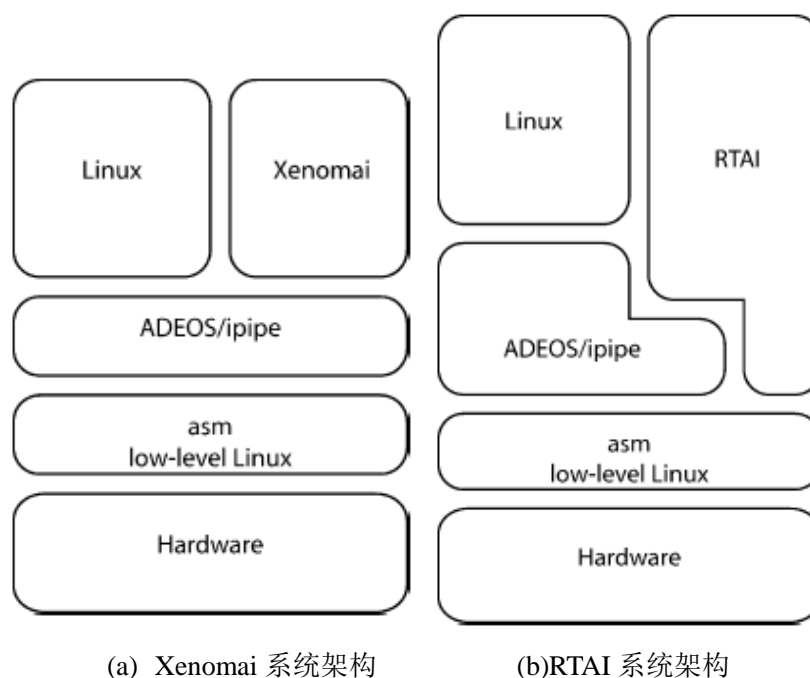 Linux
Xenomai
ADEOS/ipipe
asm
low-level Linux
Hardware
(a) Xenomai 系统架构
Linux
RTAI
ADEOS/ipipe
asm
low-level Linux
Hardware
(b)RTAI 系统架构